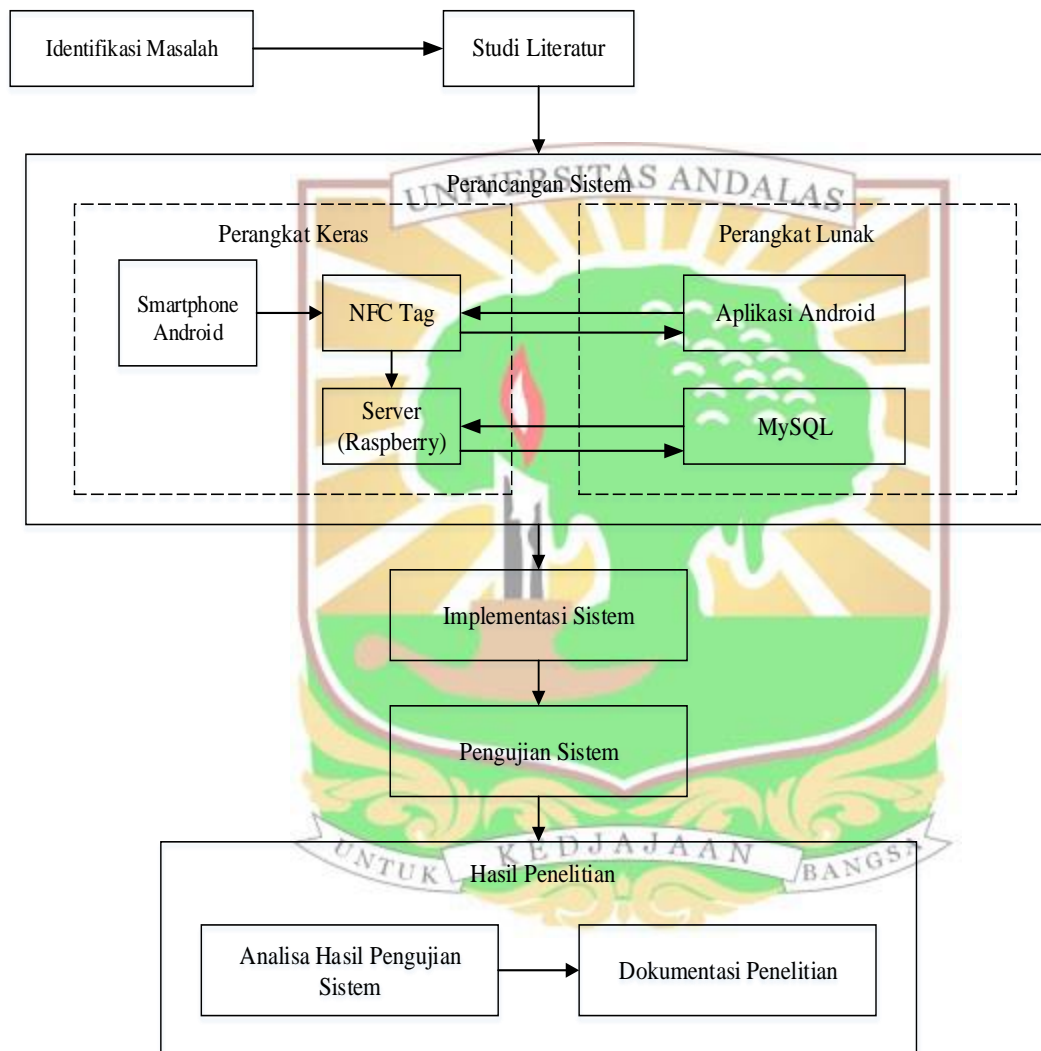 Identifikasi Masalah
Studi Literatur
UNIVERSITAS ANDALAS
Perancangan Sistem
Perangkat Keras
Perangkat Lunak
Smartphone
Android
NFC Tag
Aplikasi Android
Server
(Raspberry)
MySQL
Implementasi Sistem
Pengujian Sistem
UNTUK KEDJAJAAN BANGSA
Hasil Penelitian
Analisa Hasil Pengujian
Sistem
Dokumentasi Penelitian